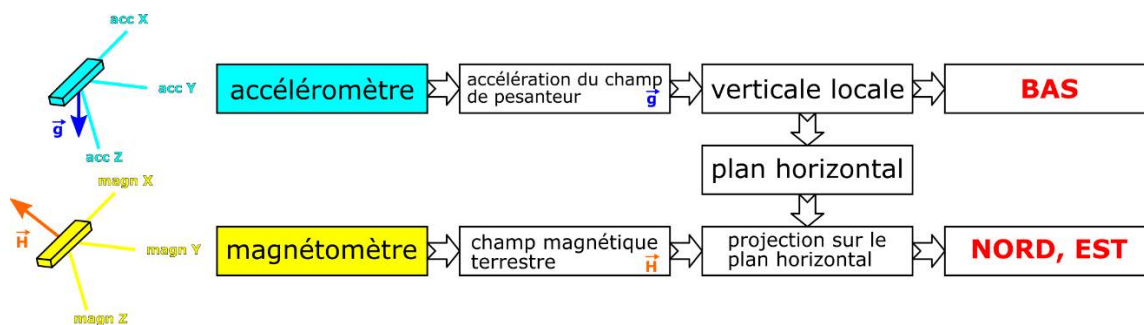 acc X
acc Y
g
acc Z
accéléromètre
accélération du champ
de pesanteur
g
verticale locale
BAS
plan horizontal
magn X
H
magn Y
magn Z
magnétomètre
champ magnétique
terrestre
H
projection sur le
plan horizontal
NORD, EST